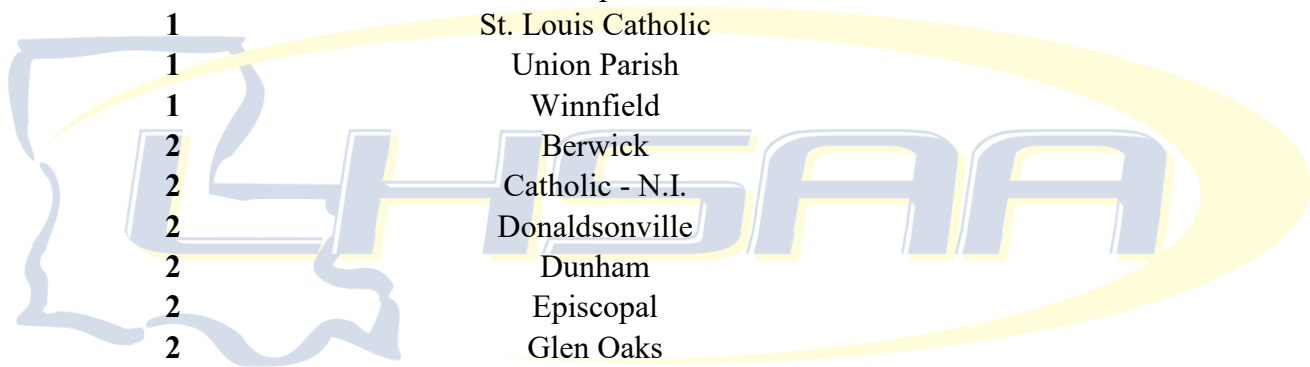 1 St. Louis Catholic
1 Union Parish
1 Winnfield
2 Berwick
2 Catholic - N.I.
2 Donaldsonville
2 Dunham
2 Episcopal
2 Glen Oaks
LHSAA